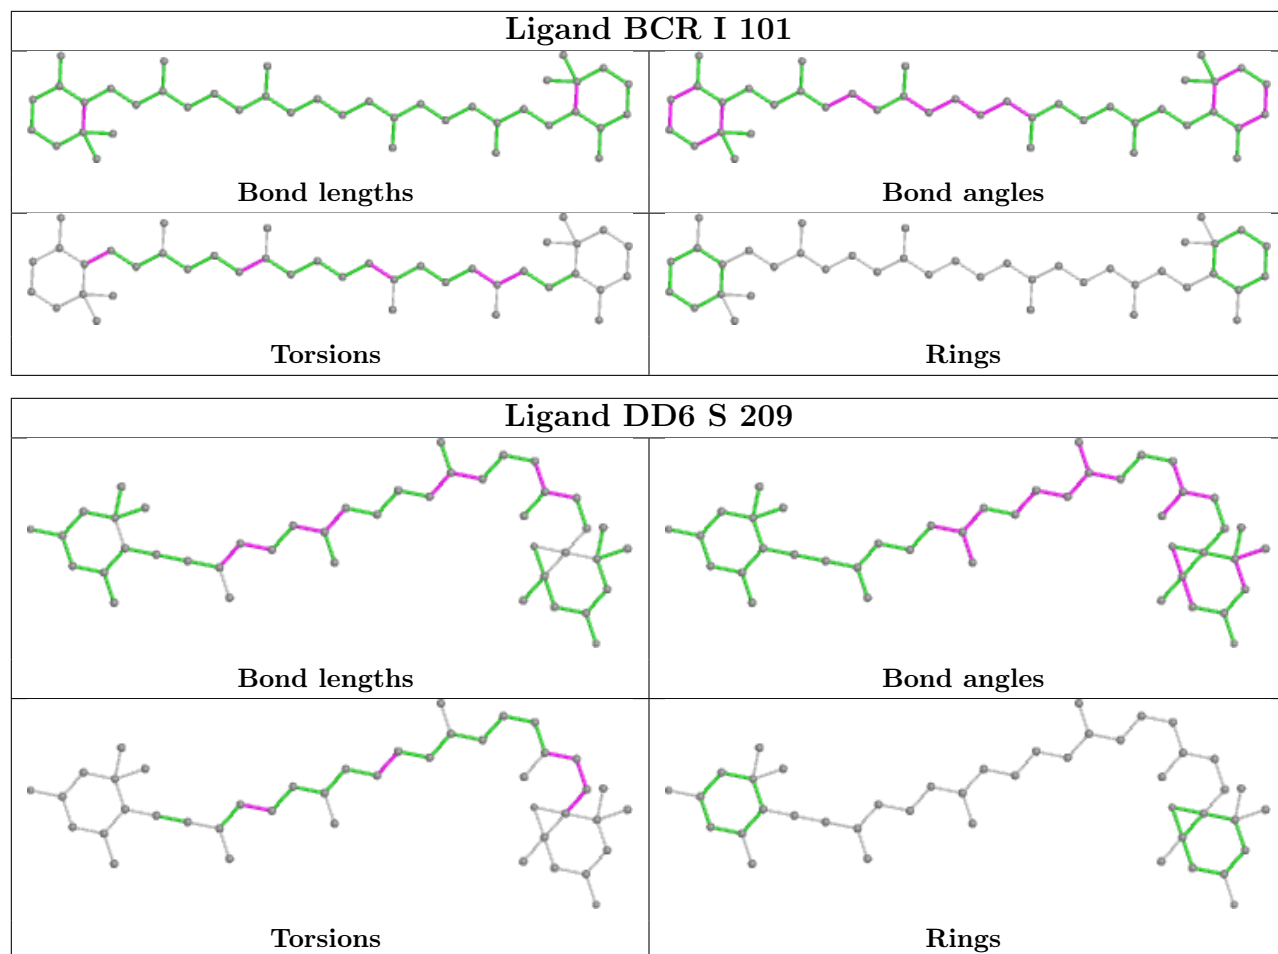 Ligand BCR I 101
Bond lengths
Bond angles
Torsions
Rings
Ligand DD6 S 209
Bond lengths
Bond angles
Torsions
Rings